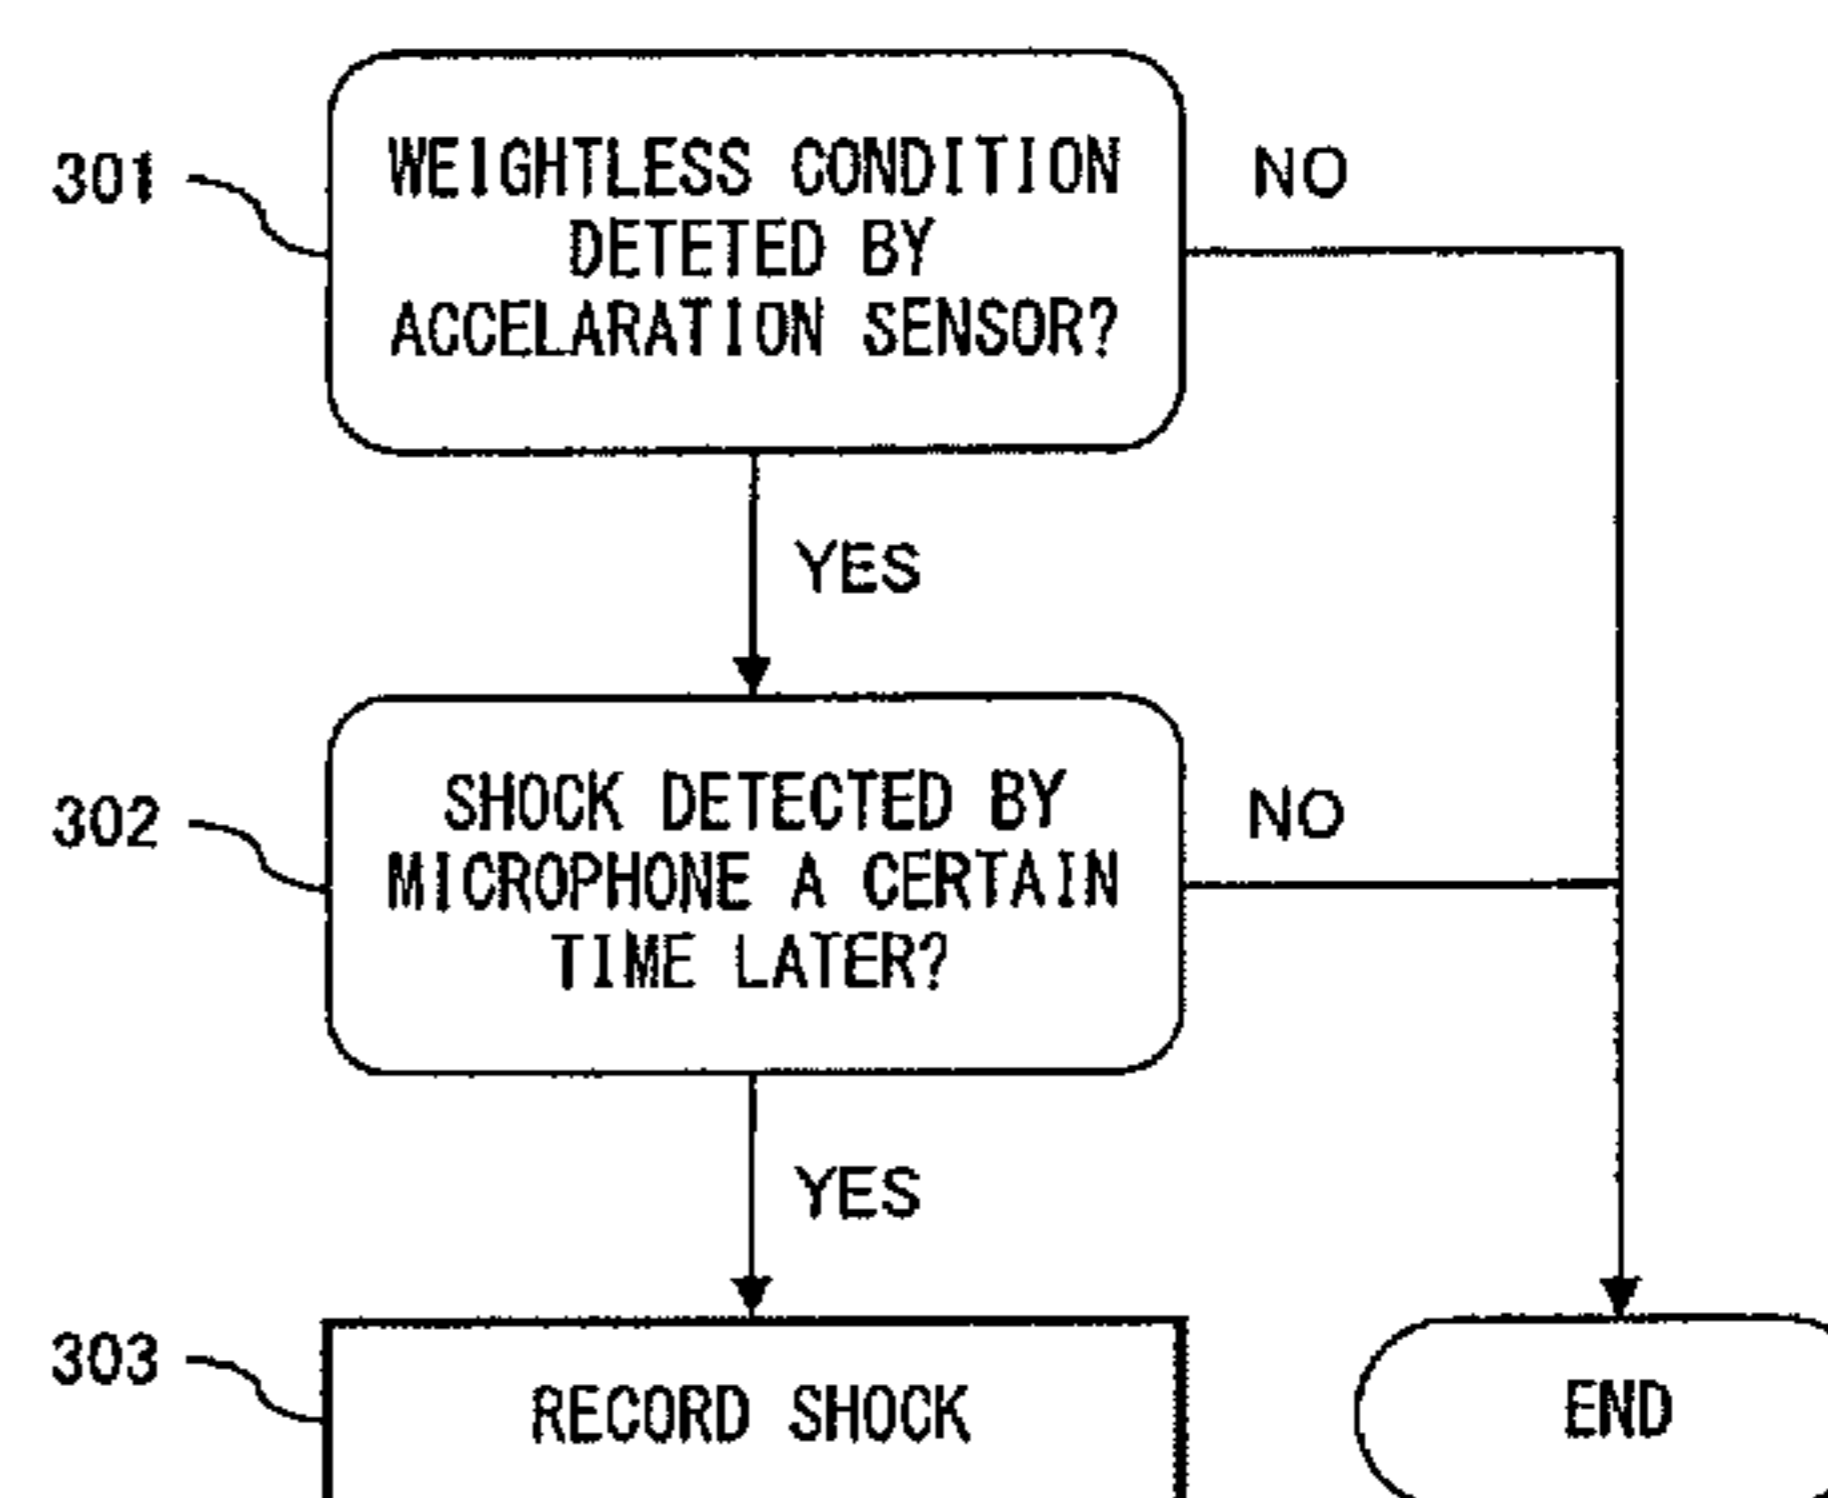 301
WEIGHTLESS CONDITION
DETETED BY
ACCELARATION SENSOR?
NO
YES
302
SHOCK DETECTED BY
MICROPHONE A CERTAIN
TIME LATER?
NO
YES
303
RECORD SHOCK
END